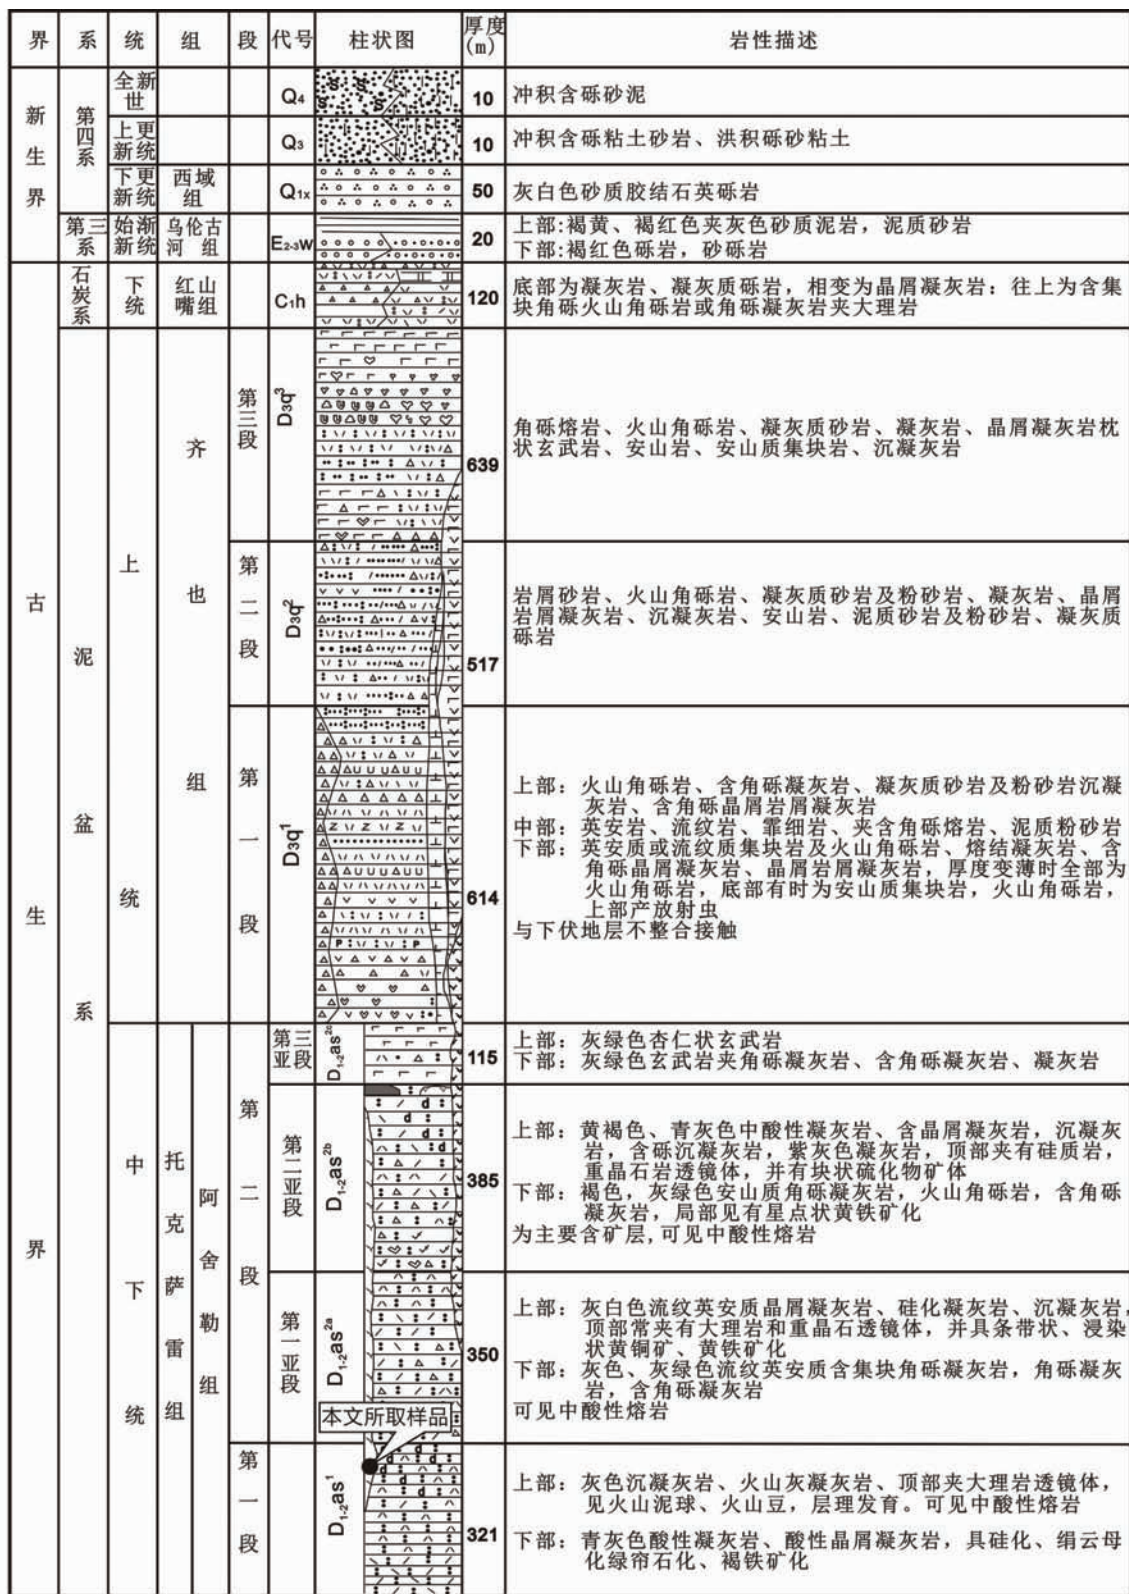 界 系 统 组 段 代号 柱状图 厚度(m) 岩性描述
新生界
第四系
全新世 Q4 10 冲积含砾砂泥
上更新统 Q3 10 冲积含砾粘土砂岩、洪积砾砂粘土
下更新统 西域组 Q1x 50 灰白色砂质胶结石英砾岩
第三系 始渐新统 乌伦古河组 E2-3W 20
上部:褐黄、褐红色夹灰色砂质泥岩，泥质砂岩
下部:褐红色砾岩，砂砾岩
古生界
石炭系 下统 红山嘴组 C1h 120
底部为凝灰岩、凝灰质砾岩，相变为晶屑凝灰岩：往上为含集
块角砾火山角砾岩或角砾凝灰岩夹大理岩
泥盆系
上统
齐也组
第三段 D3q3 639
角砾熔岩、火山角砾岩、凝灰质砂岩、凝灰岩、晶屑凝灰岩枕
状玄武岩、安山岩、安山质集块岩、沉凝灰岩
第二段 D3q2 517
岩屑砂岩、火山角砾岩、凝灰质砂岩及粉砂岩、凝灰岩、晶屑
岩屑凝灰岩、沉凝灰岩、安山岩、泥质砂岩及粉砂岩、凝灰质
砾岩
第一段 D3q1 614
上部：火山角砾岩、含角砾凝灰岩、凝灰质砂岩及粉砂岩沉凝
灰岩、含角砾晶屑岩屑凝灰岩
中部：英安岩、流纹岩、霏细岩、夹含角砾熔岩、泥质粉砂岩
下部：英安质或流纹质集块岩及火山角砾岩、熔结凝灰岩、含
角砾晶屑凝灰岩、晶屑岩屑凝灰岩，厚度变薄时全部为
火山角砾岩，底部有时为安山质集块岩，火山角砾岩，
上部产放射虫
与下伏地层不整合接触
中下统
托克萨雷组
阿舍勒组
第二段
第三亚段 D1-2as2c 115
上部：灰绿色杏仁状玄武岩
下部：灰绿色玄武岩夹角砾凝灰岩、含角砾凝灰岩、凝灰岩
第二亚段 D1-2as2b 385
上部：黄褐色、青灰色中酸性凝灰岩、含晶屑凝灰岩，沉凝灰
岩，含砾沉凝灰岩，紫灰色凝灰岩，顶部夹有硅质岩，
重晶石岩透镜体，并有块状硫化物矿体
下部：褐色，灰绿色安山质角砾凝灰岩，火山角砾岩，含角砾
凝灰岩，局部见有星点状黄铁矿化
为主要含矿层,可见中酸性熔岩
第一亚段 D1-2as2a 350
上部：灰白色流纹英安质晶屑凝灰岩、硅化凝灰岩、沉凝灰岩，
顶部常夹有大理岩和重晶石透镜体，并具条带状、浸染
状黄铜矿、黄铁矿化
下部：灰色、灰绿色流纹英安质含集块角砾凝灰岩，角砾凝灰
岩，含角砾凝灰岩
可见中酸性熔岩
本文所取样品
第一段 D1-2as1 321
上部：灰色沉凝灰岩、火山灰凝灰岩、顶部夹大理岩透镜体，
见火山泥球、火山豆，层理发育。可见中酸性熔岩
下部：青灰色酸性凝灰岩、酸性晶屑凝灰岩，具硅化、绢云母
化绿帘石化、褐铁矿化